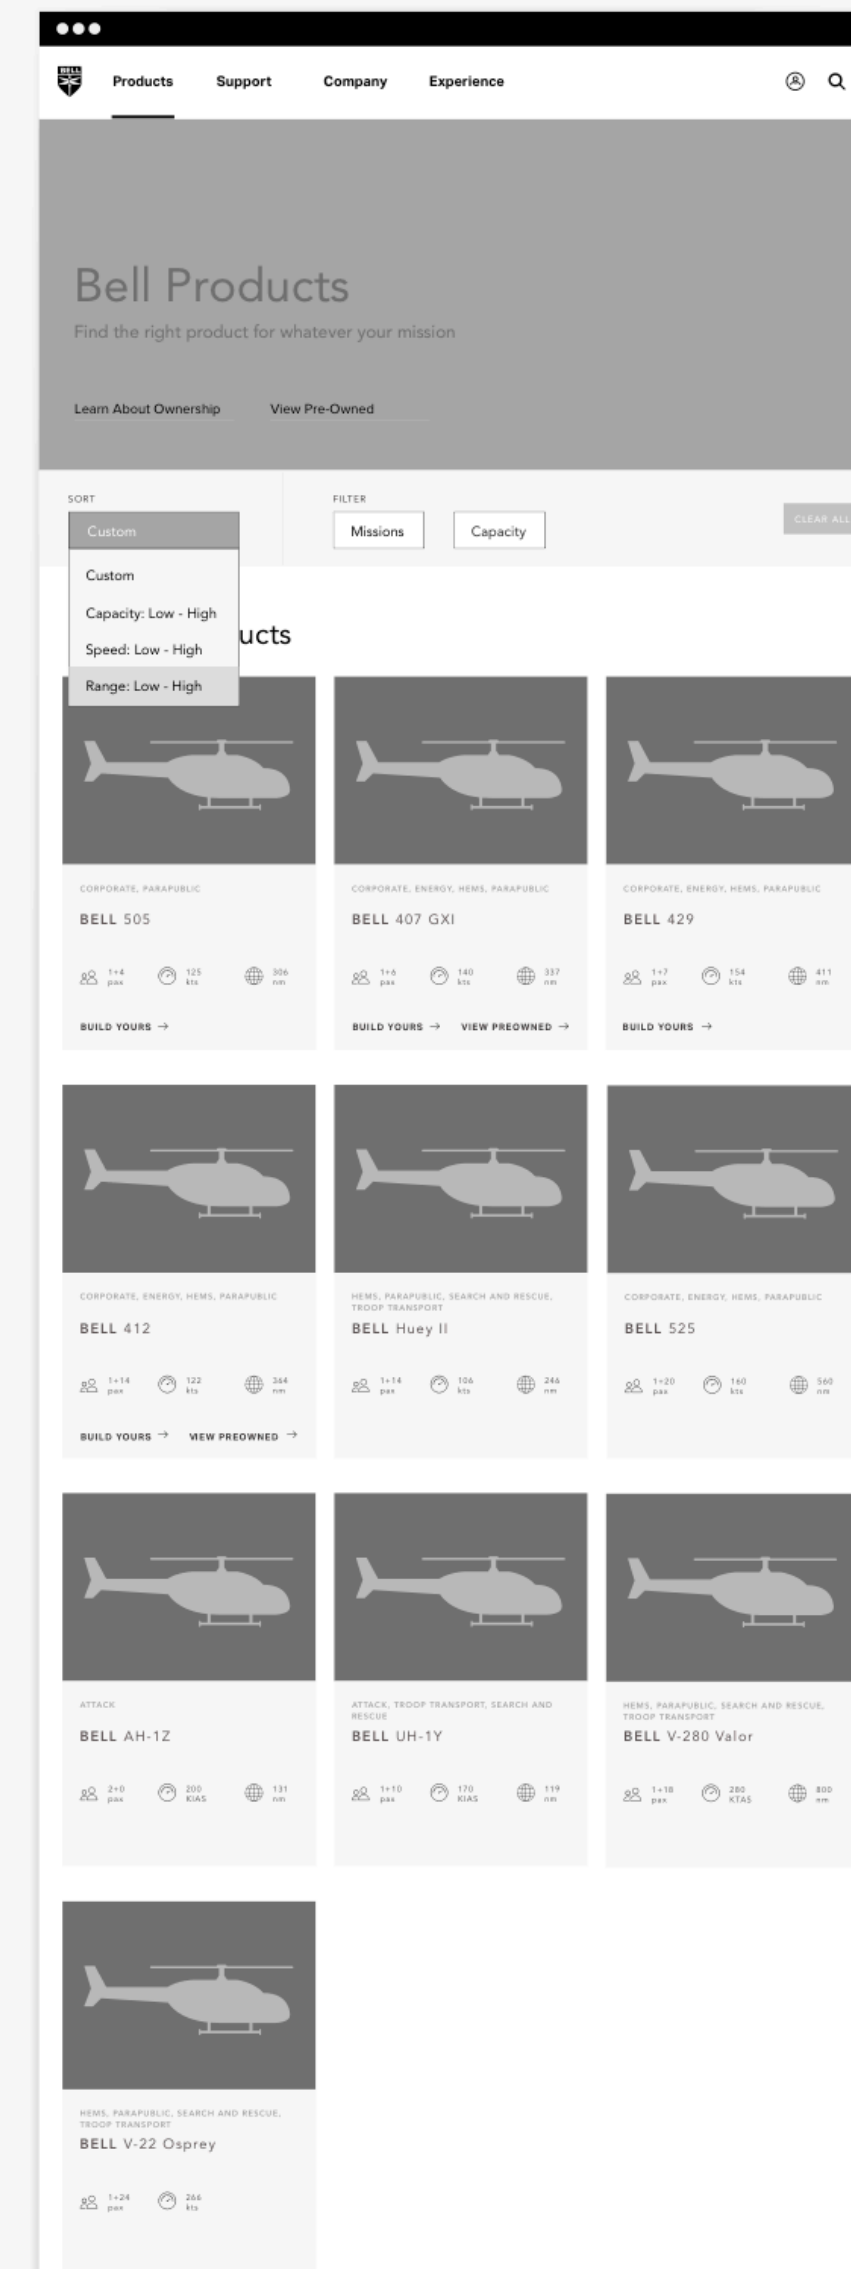 BELL
Products
Support
Company
Experience
Bell Products
Find the right product for whatever your mission
Learn About Ownership
View Pre-Owned
SORT
FILTER
Custom
Missions
Capacity
CLEAR ALL
Custom
Capacity: Low - High
Speed: Low - High
Range: Low - High
ucts
CORPORATE, PARAPUBLIC
BELL 505
1+4 pax
125 kts
306 nm
BUILD YOURS →
CORPORATE, ENERGY, HEMS, PARAPUBLIC
BELL 407 GXI
1+6 pax
140 kts
337 nm
BUILD YOURS → VIEW PREOWNED →
CORPORATE, ENERGY, HEMS, PARAPUBLIC
BELL 429
1+7 pax
154 kts
411 nm
BUILD YOURS →
CORPORATE, ENERGY, HEMS, PARAPUBLIC
BELL 412
1+14 pax
122 kts
364 nm
BUILD YOURS → VIEW PREOWNED →
HEMS, PARAPUBLIC, SEARCH AND RESCUE,
TROOP TRANSPORT
BELL Huey II
1+14 pax
106 kts
246 nm
CORPORATE, ENERGY, HEMS, PARAPUBLIC
BELL 525
1+20 pax
160 kts
560 nm
ATTACK
BELL AH-1Z
2+0 pax
200 KIAS
131 nm
ATTACK, TROOP TRANSPORT, SEARCH AND
RESCUE
BELL UH-1Y
1+10 pax
170 KIAS
119 nm
HEMS, PARAPUBLIC, SEARCH AND RESCUE,
TROOP TRANSPORT
BELL V-280 Valor
1+18 pax
280 KTAS
800 nm
HEMS, PARAPUBLIC, SEARCH AND RESCUE,
TROOP TRANSPORT
BELL V-22 Osprey
1+24 pax
266 kts